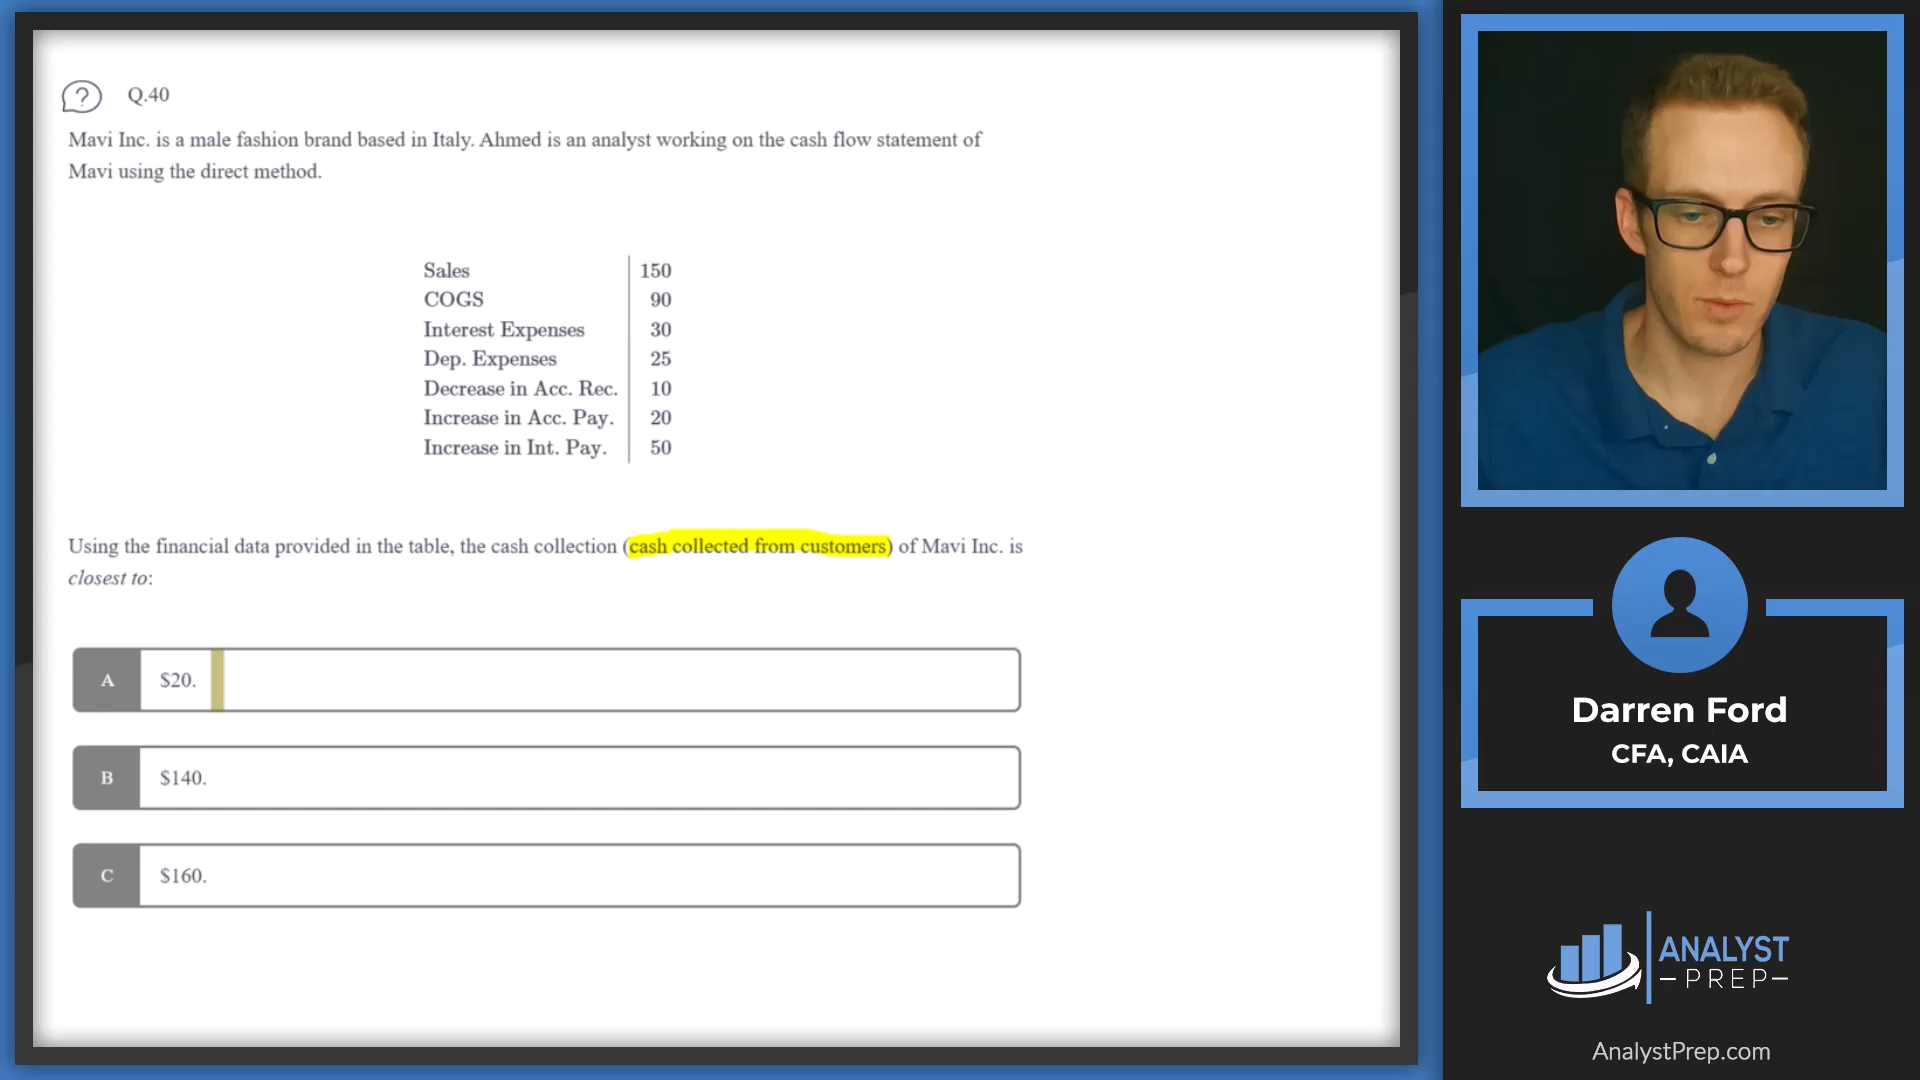 Q.40
Mavi Inc. is a male fashion brand based in Italy. Ahmed is an analyst working on the cash flow statement of
Mavi using the direct method.
Sales 150
COGS 90
Interest Expenses 30
Dep. Expenses 25
Decrease in Acc. Rec. 10
Increase in Acc. Pay. 20
Increase in Int. Pay. 50
Using the financial data provided in the table, the cash collection (cash collected from customers) of Mavi Inc. is
closest to:
A $20.
B $140.
C $160.
Darren Ford
CFA, CAIA
ANALYST
PREP
AnalystPrep.com